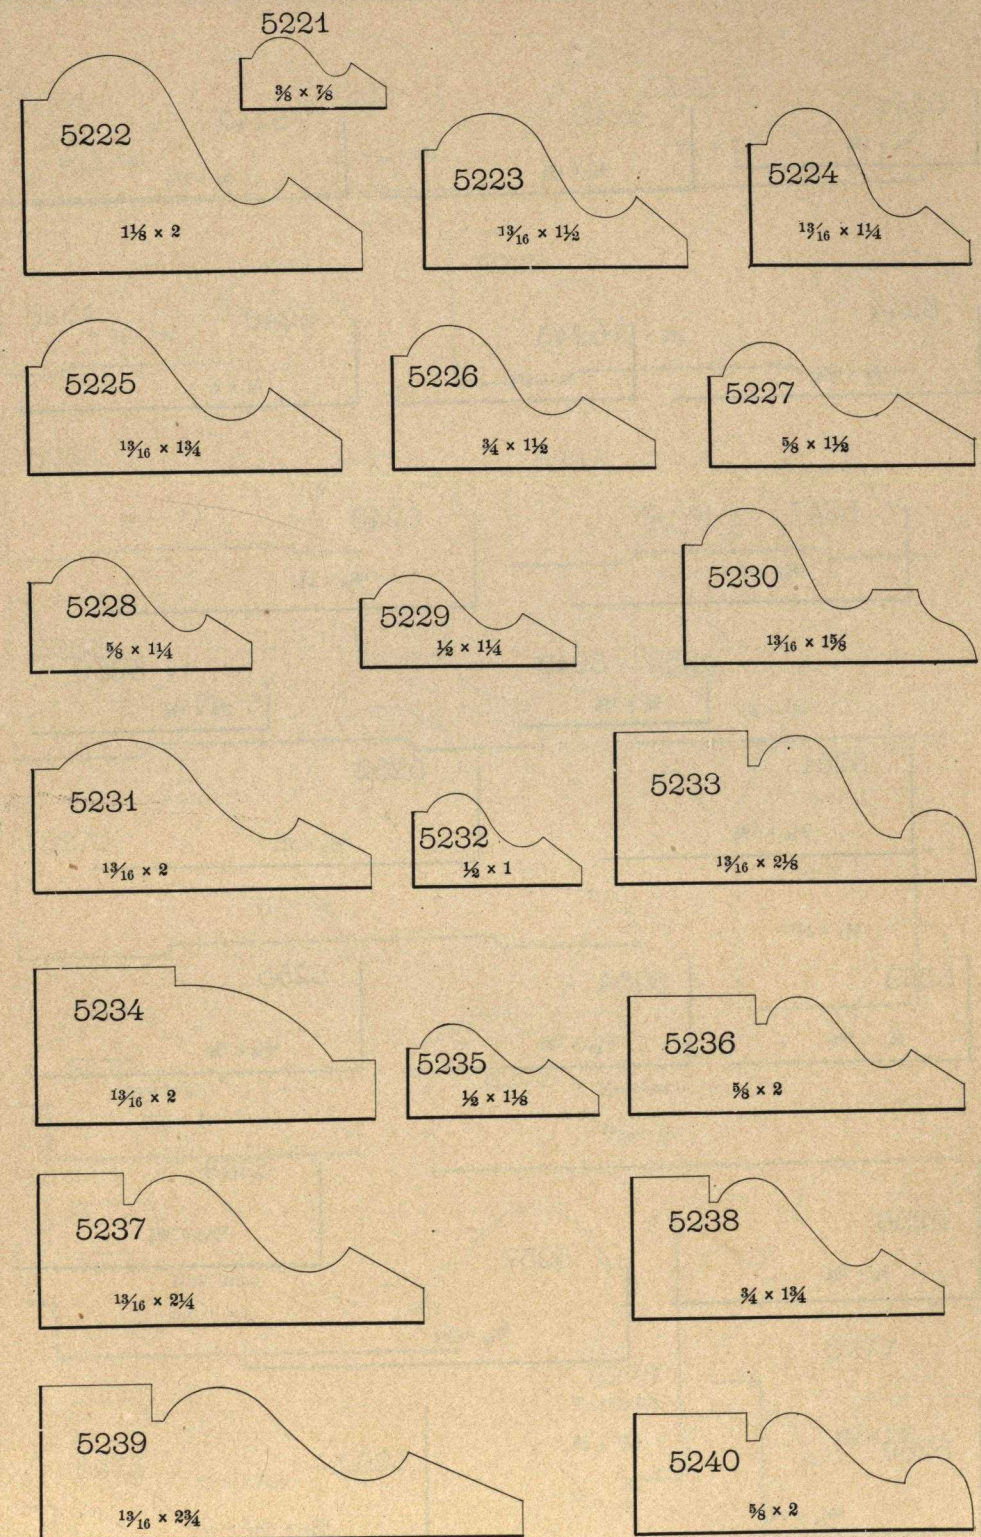 5221
⅜ × ⅞
5222
1⅛ × 2
5223
13/16 × 1½
5224
13/16 × 1¼
5225
13/16 × 1¾
5226
¾ × 1½
5227
⅝ × 1½
5228
⅝ × 1¼
5229
½ × 1¼
5230
13/16 × 1⅝
5231
13/16 × 2
5232
½ × 1
5233
13/16 × 2⅛
5234
13/16 × 2
5235
½ × 1⅛
5236
⅝ × 2
5237
13/16 × 2¼
5238
¾ × 1¾
5239
13/16 × 2¾
5240
⅝ × 2